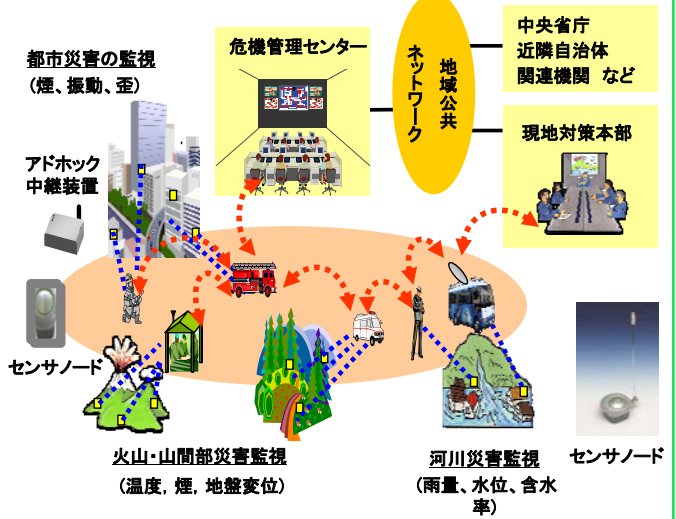 都市災害の監視
(煙、振動、歪)
危機管理センター
地域公共
ネットワーク
中央省庁
近隣自治体
関連機関 など
現地対策本部
アドホック
中継装置
センサノード
火山・山間部災害監視
(温度, 煙, 地盤変位)
河川災害監視
(雨量、水位、含水
率)
センサノード